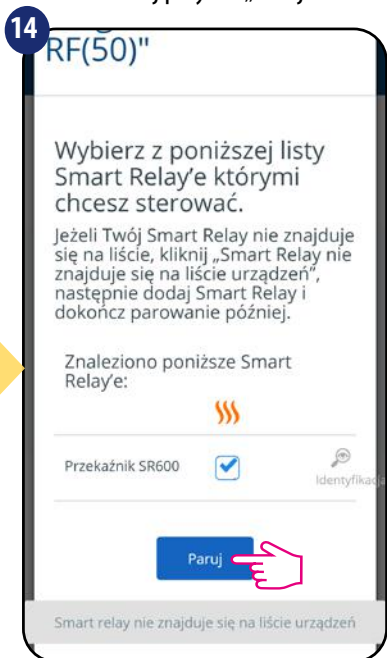 14
RF(50)"
Wybierz z poniższej listy
Smart Relay'e którymi
chcesz sterować.
Jeżeli Twój Smart Relay nie znajduje
się na liście, kliknij „Smart Relay nie
znajduje się na liście urządzeń”,
następnie dodaj Smart Relay i
dokończ parowanie później.
Znaleziono poniższe Smart
Relay'e:
Przekaźnik SR600
Identyfikacja
Paruj
Smart relay nie znajduje się na liście urządzeń